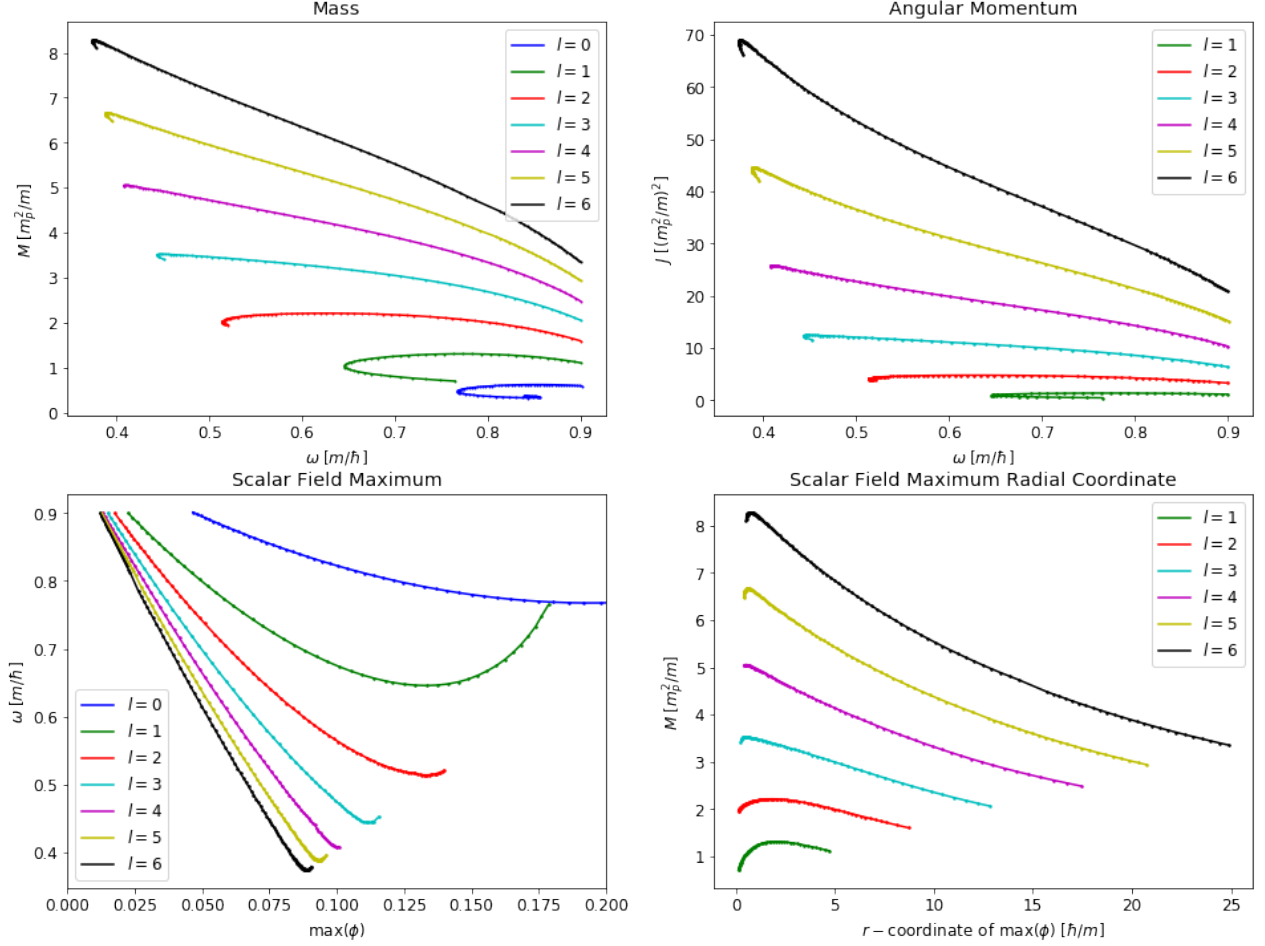 Mass
M [m_p^2/m]
8
7
6
5
4
3
2
1
0
0.4 0.5 0.6 0.7 0.8 0.9
ω [m/ħ]
l = 0
l = 1
l = 2
l = 3
l = 4
l = 5
l = 6
Angular Momentum
J [(m_p^2/m)^2]
70
60
50
40
30
20
10
0
0.4 0.5 0.6 0.7 0.8 0.9
ω [m/ħ]
l = 1
l = 2
l = 3
l = 4
l = 5
l = 6
Scalar Field Maximum
ω [m/ħ]
0.9
0.8
0.7
0.6
0.5
0.4
0.000 0.025 0.050 0.075 0.100 0.125 0.150 0.175 0.200
max(ϕ)
l = 0
l = 1
l = 2
l = 3
l = 4
l = 5
l = 6
Scalar Field Maximum Radial Coordinate
M [m_p^2/m]
8
7
6
5
4
3
2
1
0 5 10 15 20 25
r − coordinate of max(ϕ) [ħ/m]
l = 1
l = 2
l = 3
l = 4
l = 5
l = 6